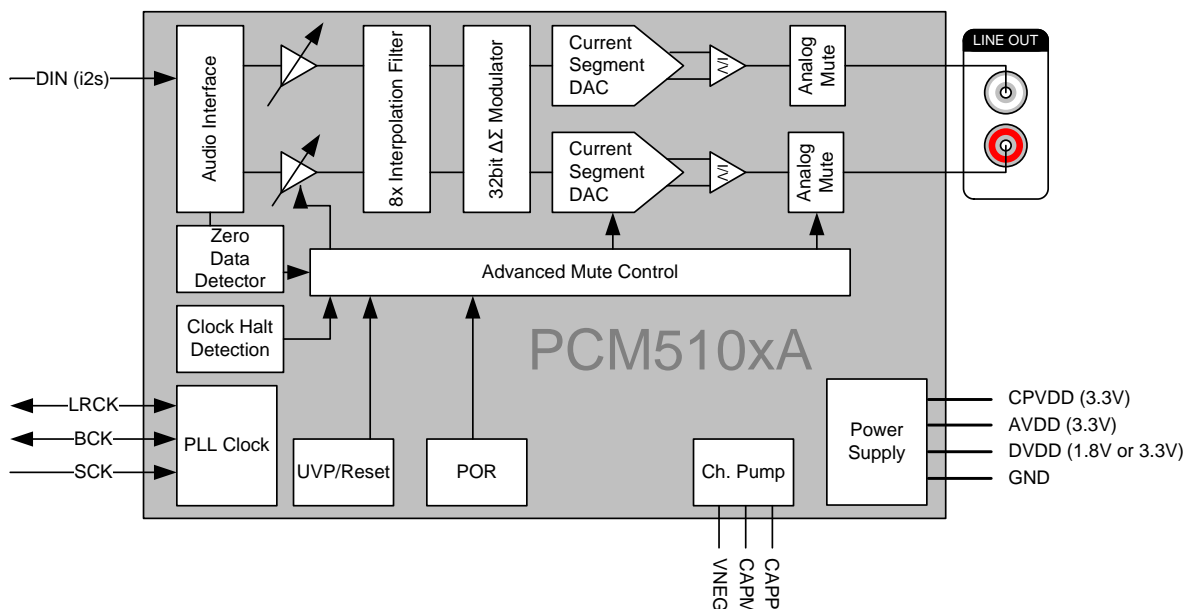 LINE OUT
DIN (i2s)
Audio Interface
8x Interpolation Filter
32bit ΔΣ Modulator
Current
Segment
DAC
I/V
Analog
Mute
Current
Segment
DAC
I/V
Analog
Mute
Zero
Data
Detector
Advanced Mute Control
Clock Halt
Detection
PCM510xA
LRCK
BCK
SCK
PLL Clock
UVP/Reset
POR
Ch. Pump
Power
Supply
CPVDD (3.3V)
AVDD (3.3V)
DVDD (1.8V or 3.3V)
GND
VNEG
CAPM
CAPP